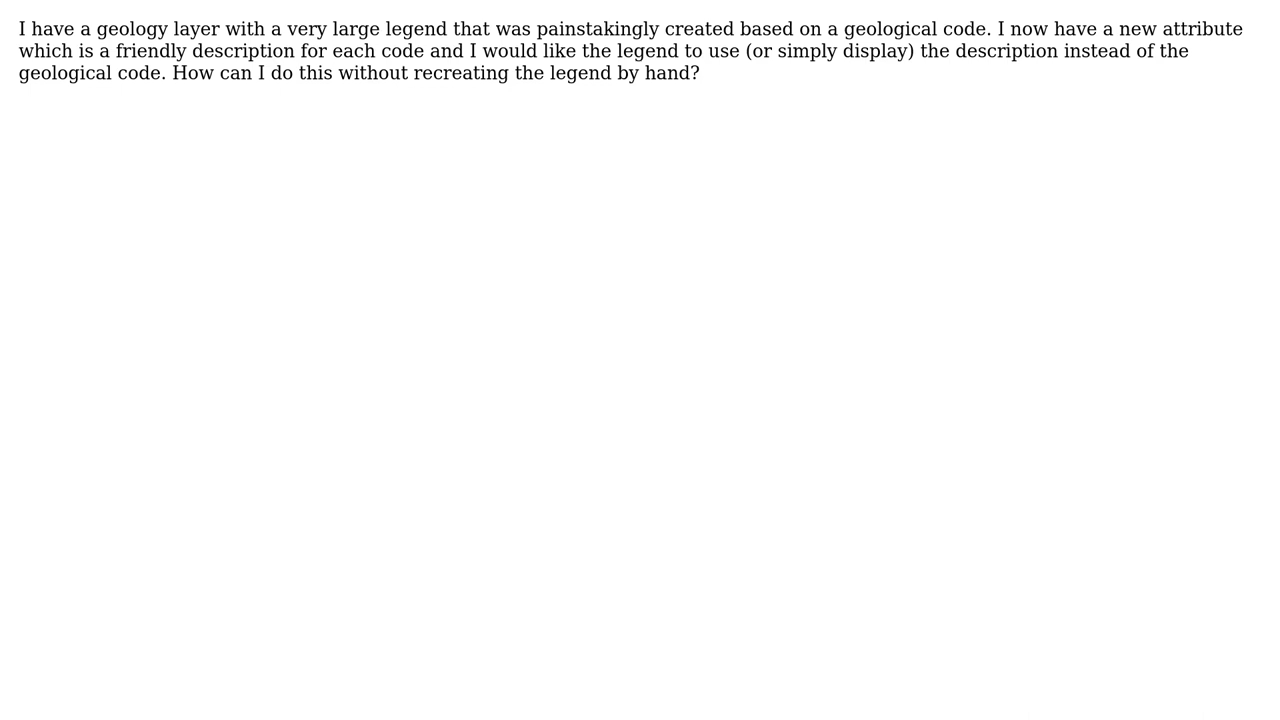 I have a geology layer with a very large legend that was painstakingly created based on a geological code. I now have a new attribute
which is a friendly description for each code and I would like the legend to use (or simply display) the description instead of the
geological code. How can I do this without recreating the legend by hand?